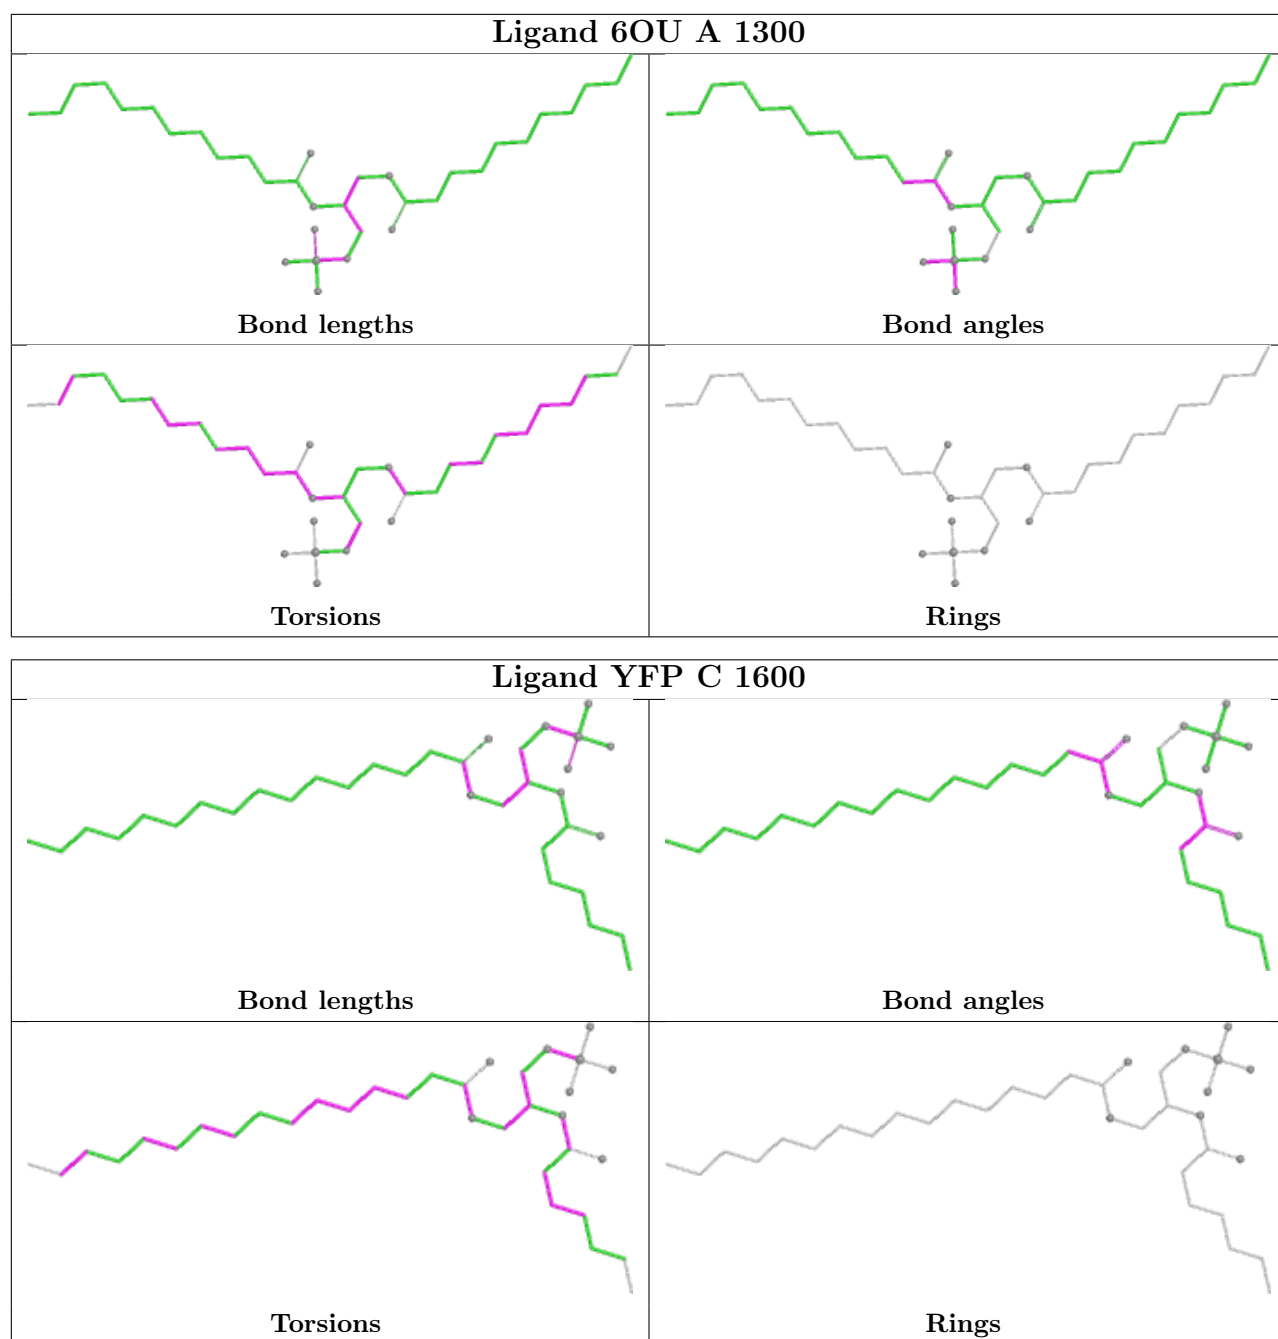 Ligand 6OU A 1300
Bond lengths
Bond angles
Torsions
Rings
Ligand YFP C 1600
Bond lengths
Bond angles
Torsions
Rings